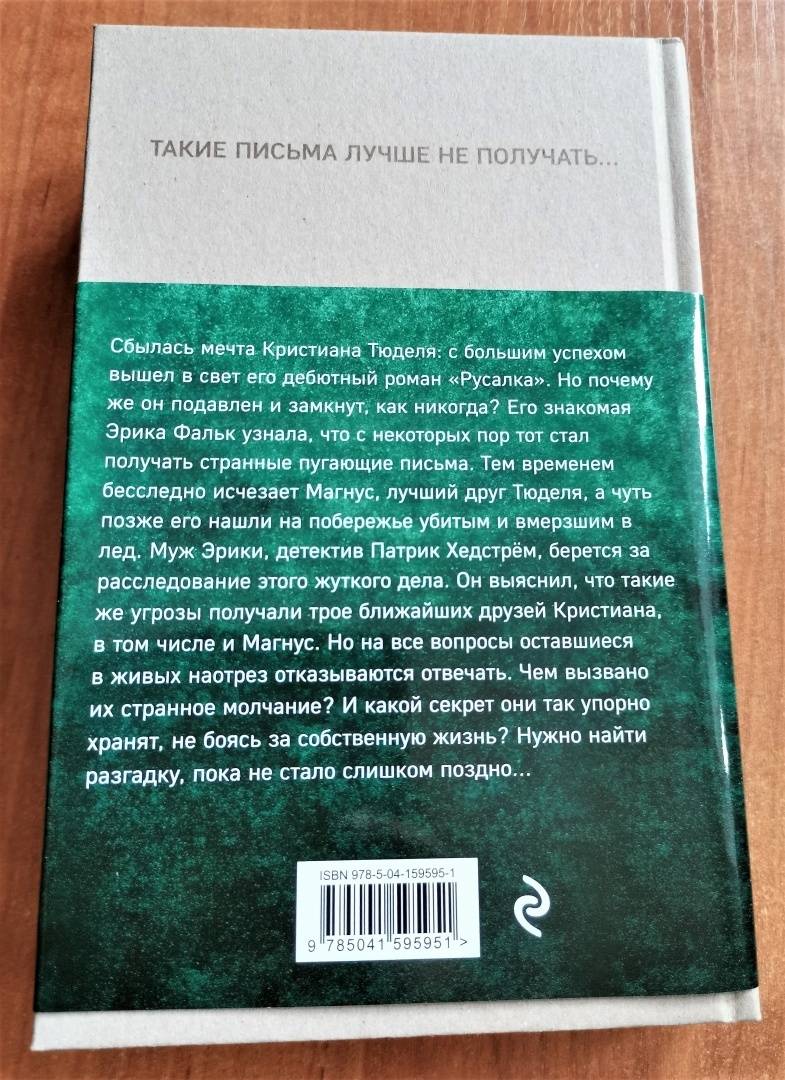 ТАКИЕ ПИСЬМА ЛУЧШЕ НЕ ПОЛУЧАТЬ...
Сбылась мечта Кристиана Тюделя: с большим успехом
вышел в свет его дебютный роман «Русалка». Но почему
же он подавлен и замкнут, как никогда? Его знакомая
Эрика Фальк узнала, что с некоторых пор тот стал
получать странные пугающие письма. Тем временем
бесследно исчезает Магнус, лучший друг Тюделя, а чуть
позже его нашли на побережье убитым и вмерзшим в
лед. Муж Эрики, детектив Патрик Хедстрём, берется за
расследование этого жуткого дела. Он выяснил, что такие
же угрозы получали трое ближайших друзей Кристиана,
в том числе и Магнус. Но на все вопросы оставшиеся
в живых наотрез отказываются отвечать. Чем вызвано
их странное молчание? И какой секрет они так упорно
хранят, не боясь за собственную жизнь? Нужно найти
разгадку, пока не стало слишком поздно...
ISBN 978-5-04-159595-1
9 785041 595951 >